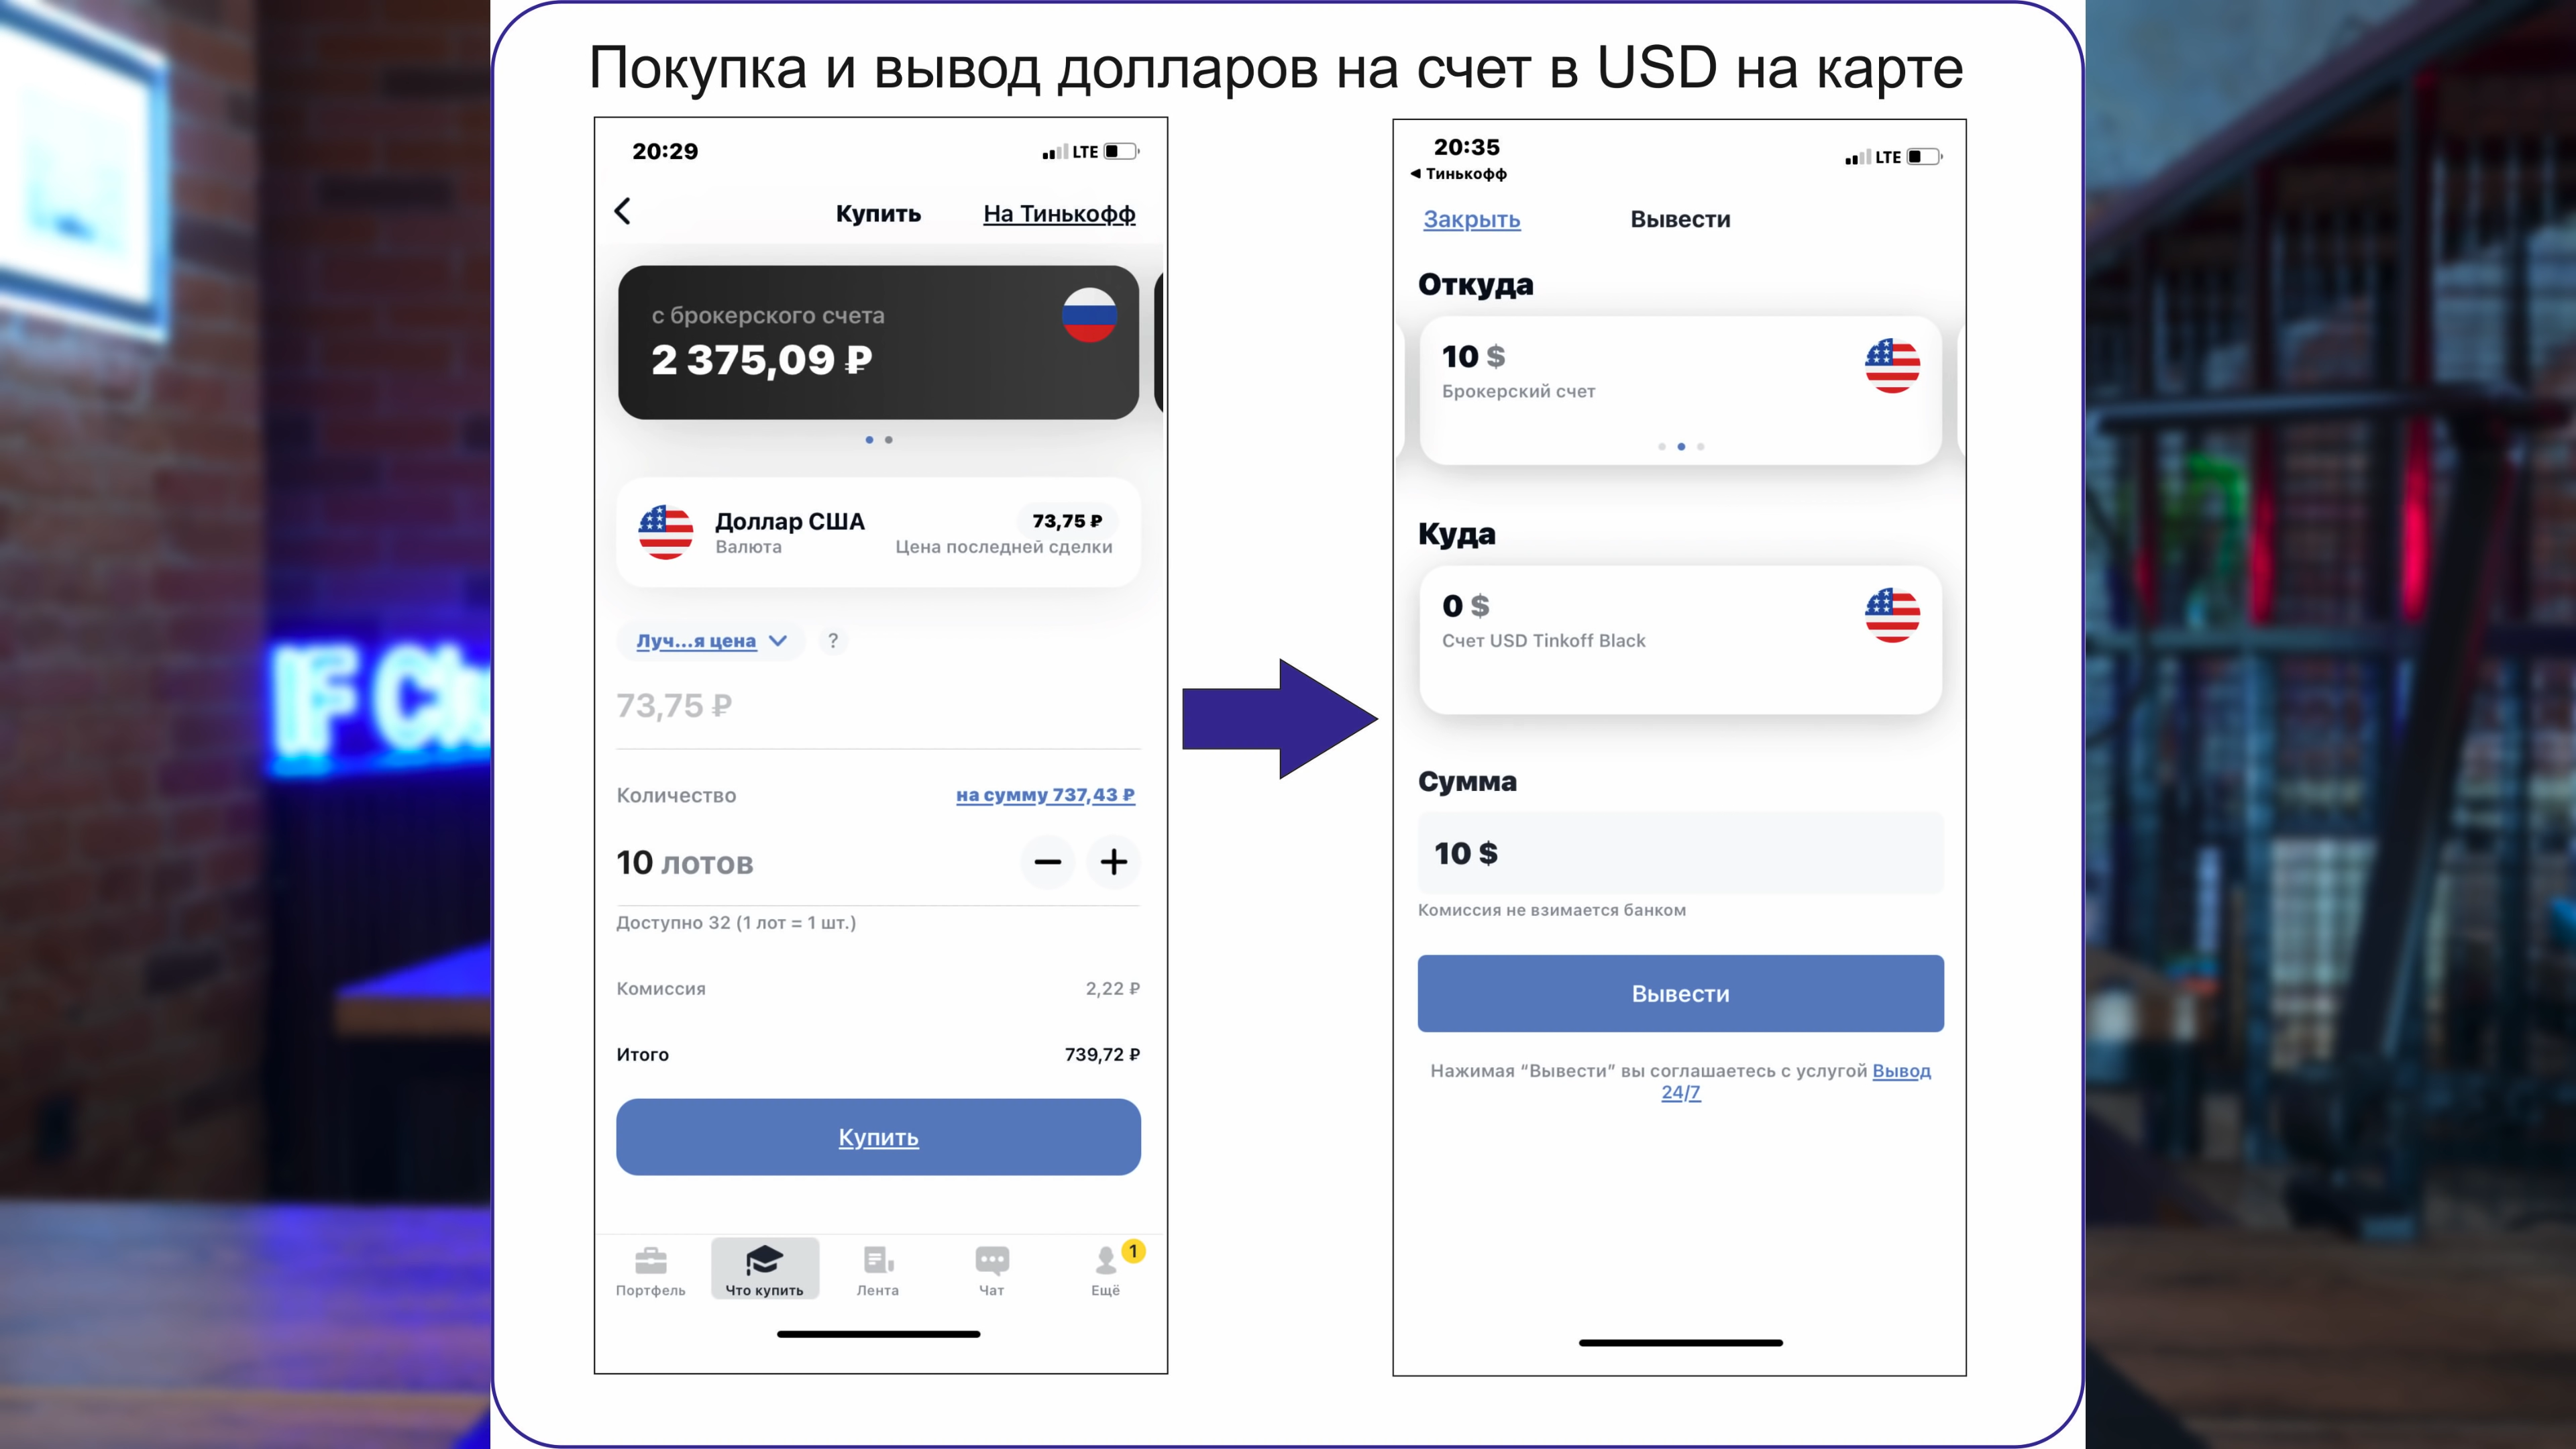 Покупка и вывод долларов на счет в USD на карте
20:29
LTE
Купить
На Тинькофф
с брокерского счета
2 375,09 ₽
Доллар США
73,75 ₽
Валюта
Цена последней сделки
Луч...я цена
?
73,75 ₽
Количество
на сумму 737,43 ₽
10 лотов
Доступно 32 (1 лот = 1 шт.)
Комиссия
2,22 ₽
Итого
739,72 ₽
Купить
Портфель
Что купить
Лента
Чат
1
Ещё
20:35
LTE
Тинькофф
Закрыть
Вывести
Откуда
10 $
Брокерский счет
Куда
0 $
Счет USD Tinkoff Black
Сумма
10 $
Комиссия не взимается банком
Вывести
Нажимая “Вывести” вы соглашаетесь с услугой Вывод
24/7